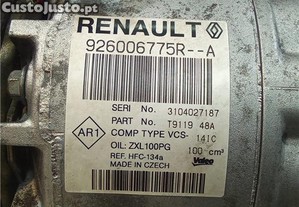 CustoJusto.pt
RENAULT
926006775R--A
SERI No. 3104027187
PART No. T9119 48A
COMP TYPE VCS-141C
OIL: ZXL100PG 100 cm³
REF. HFC-134a
MADE IN CZECH
AR1
Valeo